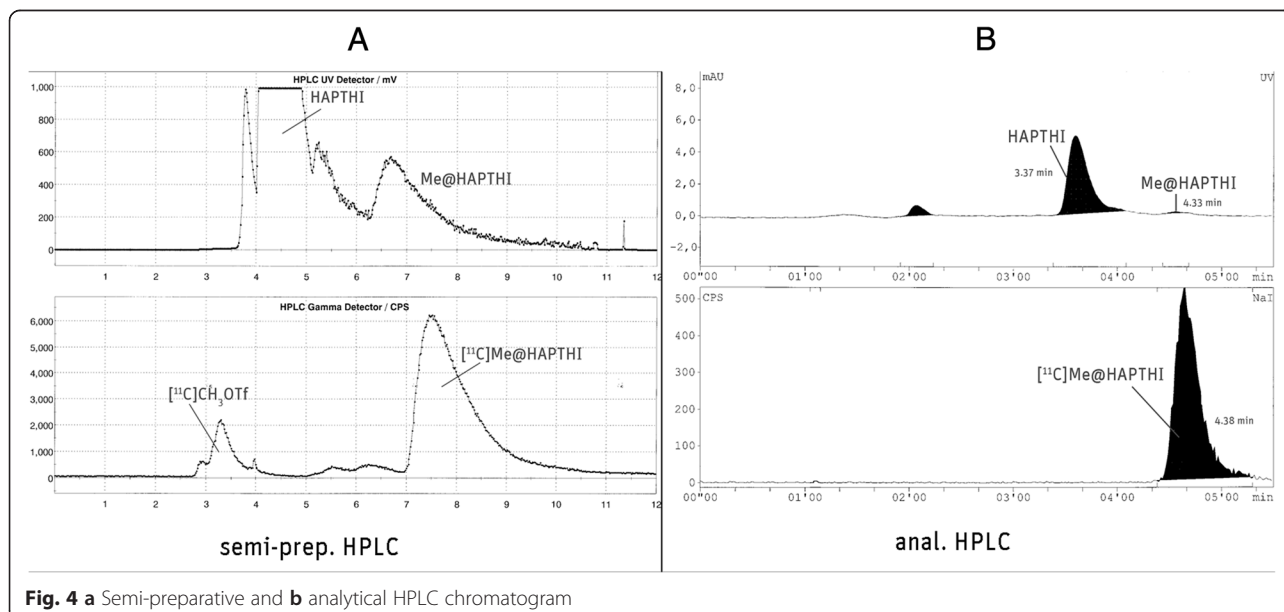 A
B
HPLC UV Detector / mV
1,000
800
600
400
200
0
HAPTHI
Me@HAPTHI
1 2 3 4 5 6 7 8 9 10 11 12
HPLC Gamma Detector / CPS
6,000
5,000
4,000
3,000
2,000
1,000
0
[¹¹C]CH₃OTf
[¹¹C]Me@HAPTHI
1 2 3 4 5 6 7 8 9 10 11 12
semi-prep. HPLC
mAU UV
8,0
6,0
4,0
2,0
0,0
-2,0
HAPTHI
3.37 min
Me@HAPTHI
4.33 min
00"00 01'00 02'00 03'00 04'00 05'00 min
CPS NaI
500
400
300
200
100
0
[¹¹C]Me@HAPTHI
4.38 min
00"00 01'00 02'00 03'00 04'00 05'00 min
anal. HPLC
Fig. 4 a Semi-preparative and b analytical HPLC chromatogram